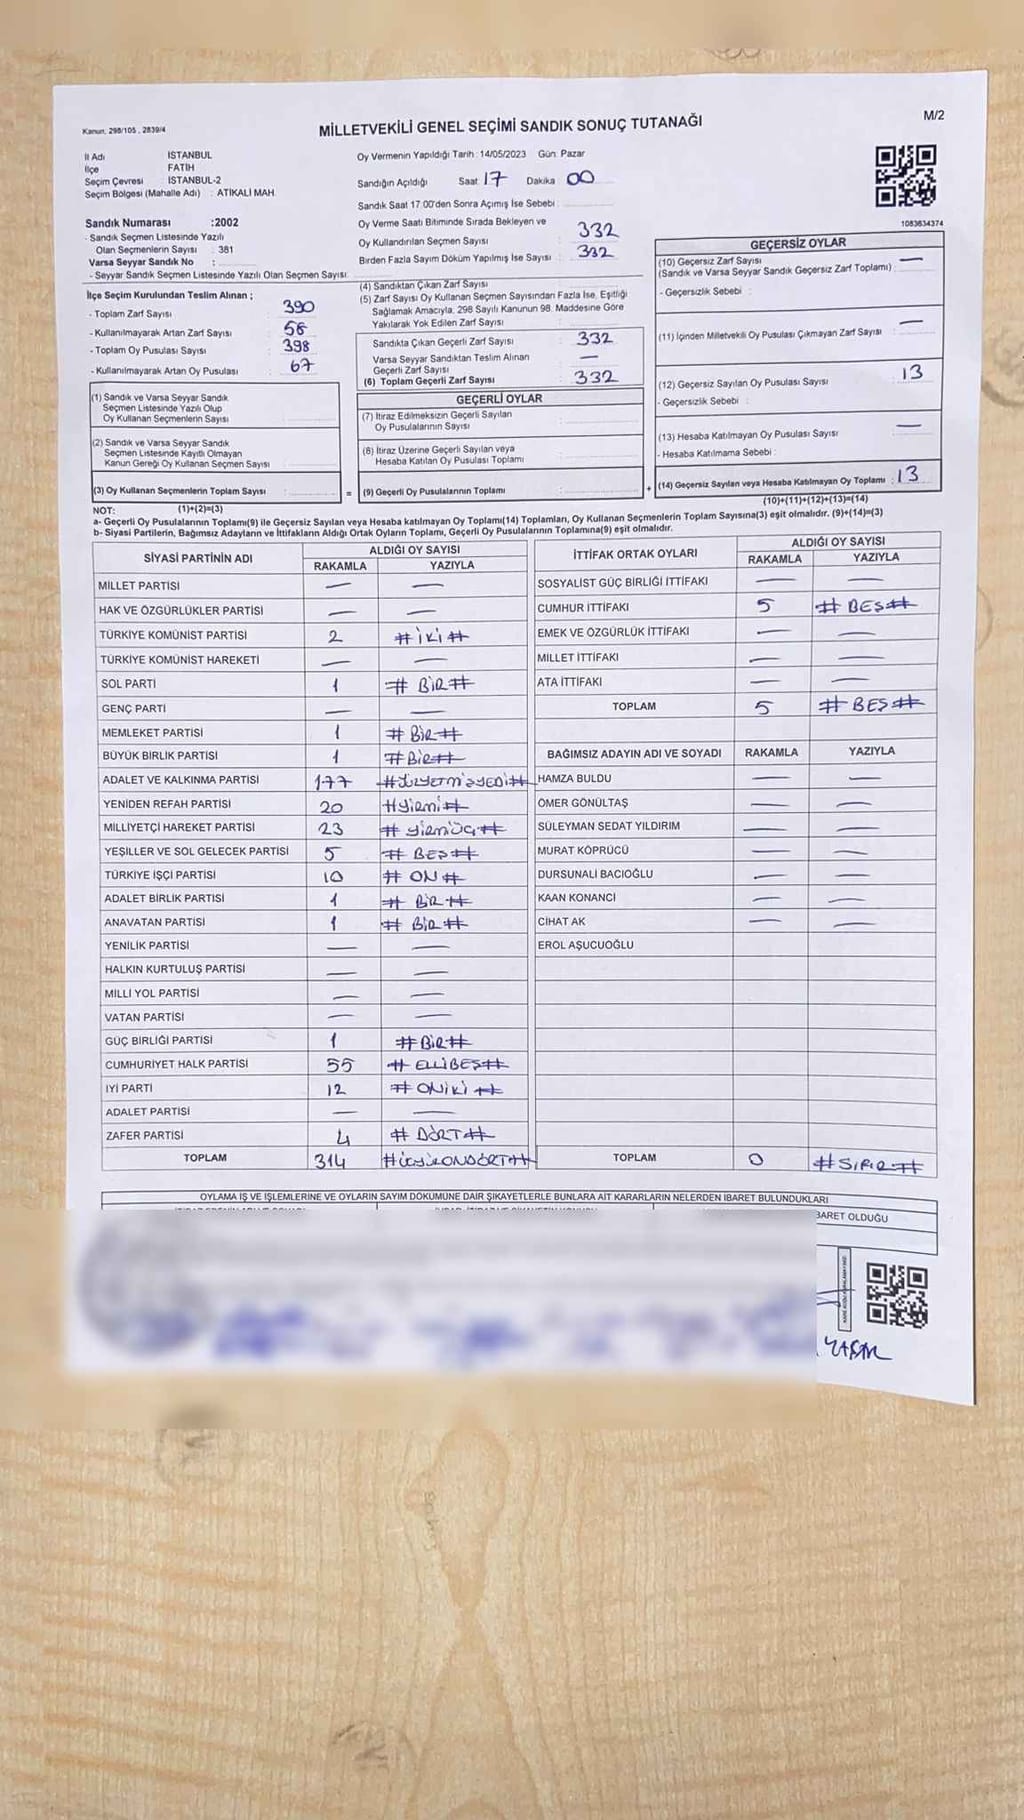 Kanun, 298/105 , 2839/4
MİLLETVEKİLİ GENEL SEÇİMİ SANDIK SONUÇ TUTANAĞI
M/2
İl Adı İSTANBUL
İlçe FATİH
Seçim Çevresi İSTANBUL-2
Seçim Bölgesi (Mahalle Adı) : ATİKALİ MAH.
Sandık Numarası :2002
- Sandık Seçmen Listesinde Yazılı
Olan Seçmenlerin Sayısı : 381
Varsa Seyyar Sandık No :
- Seyyar Sandık Seçmen Listesinde Yazılı Olan Seçmen Sayısı:
Oy Vermenin Yapıldığı Tarih : 14/05/2023 Gün: Pazar
Sandığın Açıldığı Saat 17 Dakika 00
Sandık Saat 17.00'den Sonra Açımış İse Sebebi :
Oy Verme Saati Bitiminde Sırada Bekleyen ve
Oy Kullandırılan Seçmen Sayısı : 332
Birden Fazla Sayım Döküm Yapılmış İse Sayısı : 332
1083634374
İlçe Seçim Kurulundan Teslim Alınan ;
- Toplam Zarf Sayısı : 390
- Kullanılmayarak Artan Zarf Sayısı : 58
- Toplam Oy Pusulası Sayısı : 398
- Kullanılmayarak Artan Oy Pusulası : 67
(1) Sandık ve Varsa Seyyar Sandık
Seçmen Listesinde Yazılı Olup
Oy Kullanan Seçmenlerin Sayısı :
(2) Sandık ve Varsa Seyyar Sandık
Seçmen Listesinde Kayıtlı Olmayan
Kanun Gereği Oy Kullanan Seçmen Sayısı :
(3) Oy Kullanan Seçmenlerin Toplam Sayısı :
(4) Sandıktan Çıkan Zarf Sayısı :
(5) Zarf Sayısı Oy Kullanan Seçmen Sayısından Fazla İse, Eşitliği
Sağlamak Amacıyla, 298 Sayılı Kanunun 98. Maddesine Göre
Yakılarak Yok Edilen Zarf Sayısı :
Sandıkta Çıkan Geçerli Zarf Sayısı : 332
Varsa Seyyar Sandıktan Teslim Alınan
Geçerli Zarf Sayısı : —
(6) Toplam Geçerli Zarf Sayısı : 332
GEÇERLİ OYLAR
(7) İtiraz Edilmeksizin Geçerli Sayılan
Oy Pusulalarının Sayısı :
(8) İtiraz Üzerine Geçerli Sayılan veya
Hesaba Katılan Oy Pusulası Toplamı :
= (9) Geçerli Oy Pusulalarının Toplamı :
GEÇERSİZ OYLAR
(10) Geçersiz Zarf Sayısı
(Sandık ve Varsa Seyyar Sandık Geçersiz Zarf Toplamı) : —
- Geçersizlik Sebebi :
(11) İçinden Milletvekili Oy Pusulası Çıkmayan Zarf Sayısı : —
(12) Geçersiz Sayılan Oy Pusulası Sayısı : 13
- Geçersizlik Sebebi :
(13) Hesaba Katılmayan Oy Pusulası Sayısı : —
- Hesaba Katılmama Sebebi :
+ (14) Geçersiz Sayılan veya Hesaba Katılmayan Oy Toplamı : 13
(10)+(11)+(12)+(13)=(14)
NOT: (1)+(2)=(3)
a- Geçerli Oy Pusulalarının Toplamı(9) ile Geçersiz Sayılan veya Hesaba katılmayan Oy Toplamı(14) Toplamları, Oy Kullanan Seçmenlerin Toplam Sayısına(3) eşit olmalıdır. (9)+(14)=(3)
b- Siyasi Partilerin, Bağımsız Adayların ve İttifakların Aldığı Ortak Oyların Toplamı, Geçerli Oy Pusulalarının Toplamına(9) eşit olmalıdır.
SİYASİ PARTİNİN ADI ALDIĞI OY SAYISI
RAKAMLA YAZIYLA
MİLLET PARTİSİ — —
HAK VE ÖZGÜRLÜKLER PARTİSİ — —
TÜRKİYE KOMÜNİST PARTİSİ 2 # İKİ #
TÜRKİYE KOMÜNİST HAREKETİ — —
SOL PARTİ 1 # BİR #
GENÇ PARTİ — —
MEMLEKET PARTİSİ 1 # BİR #
BÜYÜK BİRLİK PARTİSİ 1 # BİR #
ADALET VE KALKINMA PARTİSİ 177
YENİDEN REFAH PARTİSİ 20 # Yirmi #
MİLLİYETÇİ HAREKET PARTİSİ 23 # YİRMİÜÇ #
YEŞİLLER VE SOL GELECEK PARTİSİ 5 # BEŞ #
TÜRKİYE İŞÇİ PARTİSİ 10 # ON #
ADALET BİRLİK PARTİSİ 1 # BİR #
ANAVATAN PARTİSİ 1 # BİR #
YENİLİK PARTİSİ — —
HALKIN KURTULUŞ PARTİSİ — —
MİLLİ YOL PARTİSİ — —
VATAN PARTİSİ — —
GÜÇ BİRLİĞİ PARTİSİ 1 # BİR #
CUMHURİYET HALK PARTİSİ 55 # ELLİBEŞ #
İYİ PARTİ 12 # ONİKİ #
ADALET PARTİSİ — —
ZAFER PARTİSİ 4 # DÖRT #
TOPLAM 314 # ÜÇYÜZONDÖRT #
İTTİFAK ORTAK OYLARI ALDIĞI OY SAYISI
RAKAMLA YAZIYLA
SOSYALİST GÜÇ BİRLİĞİ İTTİFAKI — —
CUMHUR İTTİFAKI 5 # BEŞ #
EMEK VE ÖZGÜRLÜK İTTİFAKI — —
MİLLET İTTİFAKI — —
ATA İTTİFAKI — —
TOPLAM 5 # BEŞ #
BAĞIMSIZ ADAYIN ADI VE SOYADI RAKAMLA YAZIYLA
HAMZA BULDU — —
ÖMER GÖNÜLTAŞ — —
SÜLEYMAN SEDAT YILDIRIM — —
MURAT KÖPRÜCÜ — —
DURSUNALİ BACIOĞLU — —
KAAN KONANCİ — —
CİHAT AK — —
EROL AŞUCUOĞLU
TOPLAM 0 # SIFIR #
OYLAMA İŞ VE İŞLEMLERİNE VE OYLARIN SAYIM DÖKÜMÜNE DAİR ŞİKAYETLERLE BUNLARA AİT KARARLARIN NELERDEN İBARET BULUNDUKLARI
BARET OLDUĞU